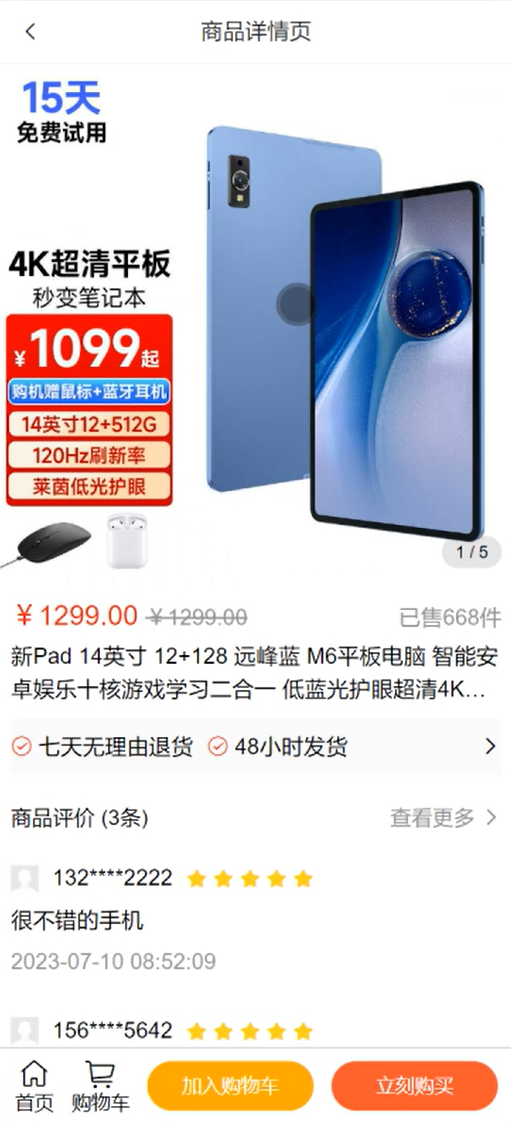 商品详情页
15天
免费试用
4K超清平板
秒变笔记本
¥1099起
购机赠鼠标+蓝牙耳机
14英寸12+512G
120Hz刷新率
莱茵低光护眼
1 / 5
¥1299.00 ¥1299.00 已售668件
新Pad 14英寸 12+128 远峰蓝 M6平板电脑 智能安
卓娱乐十核游戏学习二合一 低蓝光护眼超清4K...
七天无理由退货 48小时发货
商品评价 (3条) 查看更多
132****2222
很不错的手机
2023-07-10 08:52:09
156****5642
首页 购物车 加入购物车 立刻购买